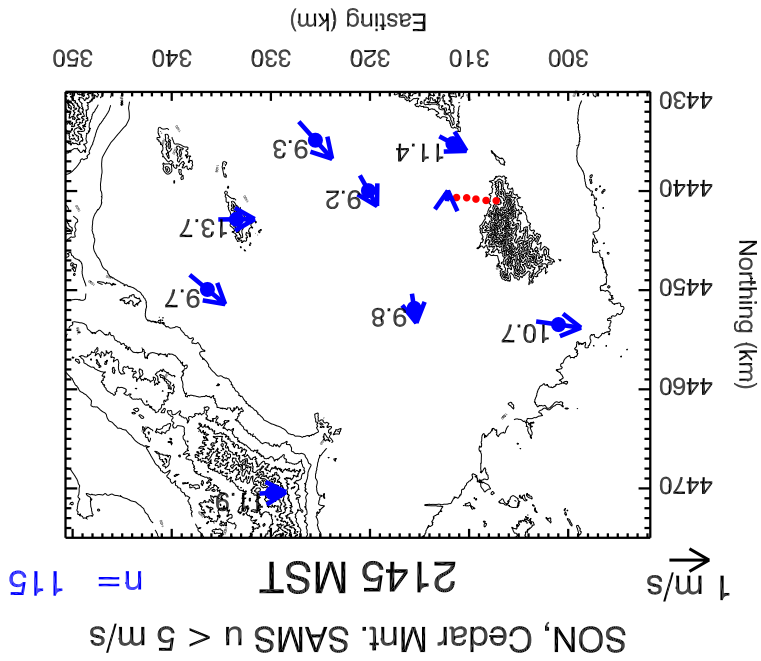 SON, Cedar Mnt. SAMS u < 5 m/s
1 m/s 2145 MST n= 115
4470
11.9
4460
Northing (km)
10.7
9.8
4450
9.7
13.7
9.2
4440
11.4
9.3
4430
300 310 320 330 340 350
Easting (km)